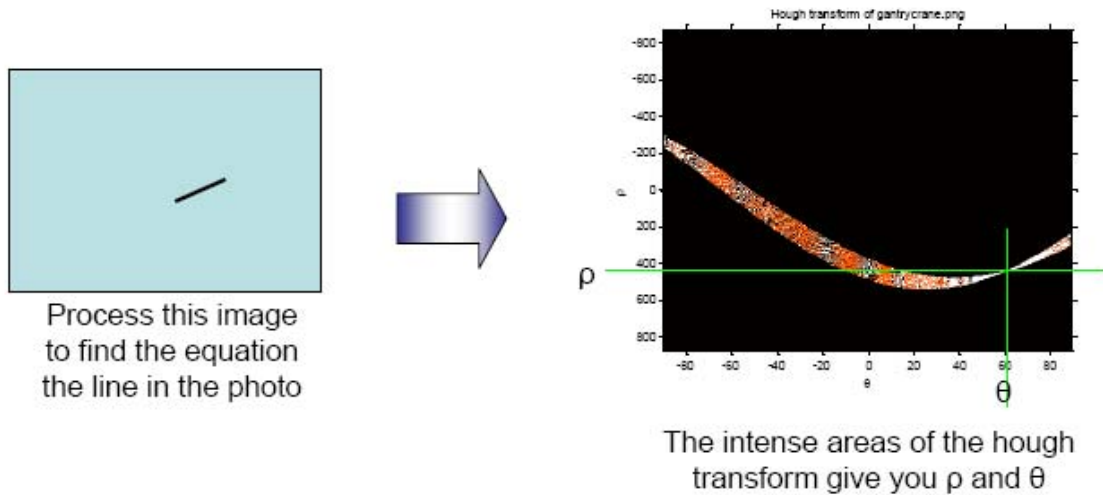 Process this image
to find the equation
the line in the photo
Hough transform of gantrycrane.png
-800
-600
-400
-200
0
200
400
600
800
ρ
ρ
-80 -60 -40 -20 0 20 40 60 80
θ
θ
The intense areas of the hough
transform give you ρ and θ